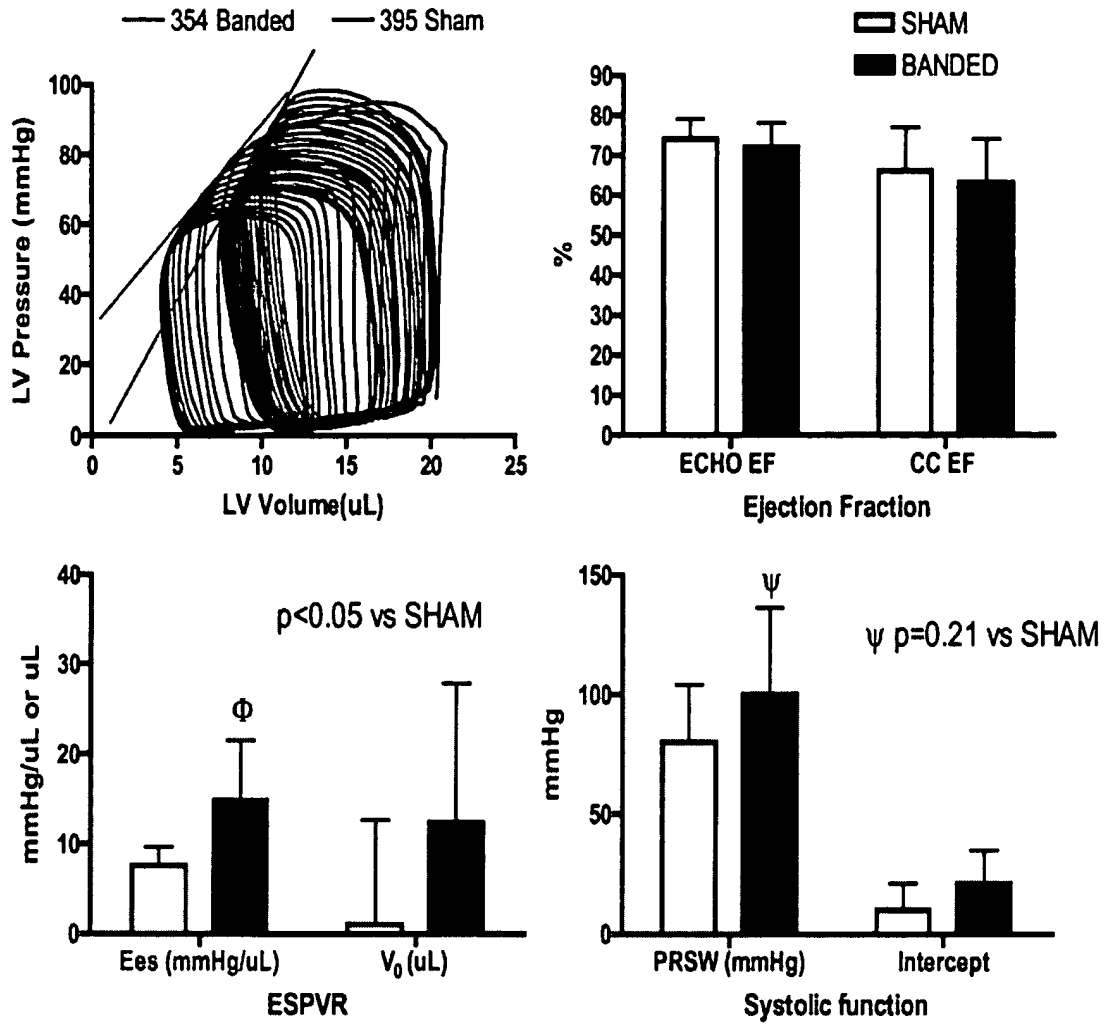 354 Banded 395 Sham
LV Pressure (mmHg)
100
80
60
40
20
0
0 5 10 15 20 25
LV Volume(uL)
SHAM
BANDED
%
90
80
70
60
50
40
30
20
10
0
ECHO EF CC EF
Ejection Fraction
mmHg/uL or uL
40
30
20
10
0
p<0.05 vs SHAM
Φ
Ees (mmHg/uL) V₀ (uL)
ESPVR
mmHg
150
100
50
0
ψ
ψ p=0.21 vs SHAM
PRSW (mmHg) Intercept
Systolic function